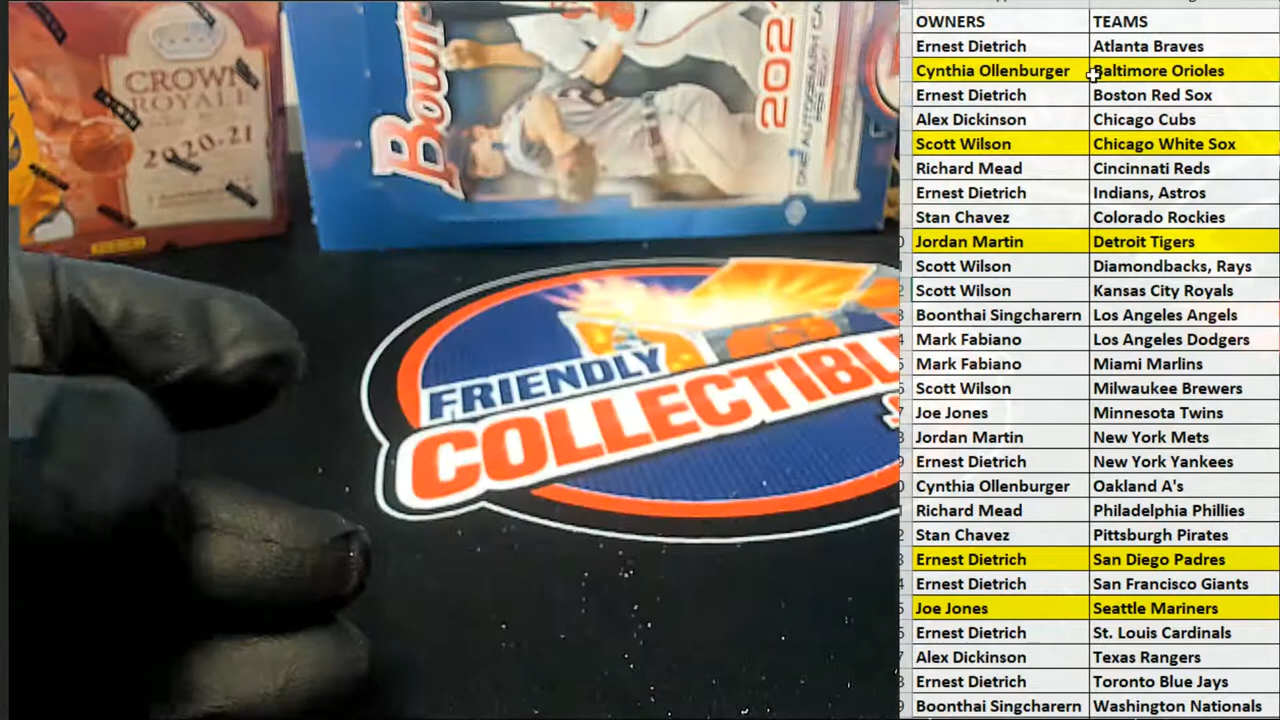 CROWN
ROYALE
2020-21
Bowm
202
FRIENDLY
COLLECTIBL
OWNERS TEAMS
Ernest Dietrich Atlanta Braves
Cynthia Ollenburger Baltimore Orioles
Ernest Dietrich Boston Red Sox
Alex Dickinson Chicago Cubs
Scott Wilson Chicago White Sox
Richard Mead Cincinnati Reds
Ernest Dietrich Indians, Astros
Stan Chavez Colorado Rockies
Jordan Martin Detroit Tigers
Scott Wilson Diamondbacks, Rays
Scott Wilson Kansas City Royals
Boonthai Singcharern Los Angeles Angels
Mark Fabiano Los Angeles Dodgers
Mark Fabiano Miami Marlins
Scott Wilson Milwaukee Brewers
Joe Jones Minnesota Twins
Jordan Martin New York Mets
Ernest Dietrich New York Yankees
Cynthia Ollenburger Oakland A's
Richard Mead Philadelphia Phillies
Stan Chavez Pittsburgh Pirates
Ernest Dietrich San Diego Padres
Ernest Dietrich San Francisco Giants
Joe Jones Seattle Mariners
Ernest Dietrich St. Louis Cardinals
Alex Dickinson Texas Rangers
Ernest Dietrich Toronto Blue Jays
Boonthai Singcharern Washington Nationals